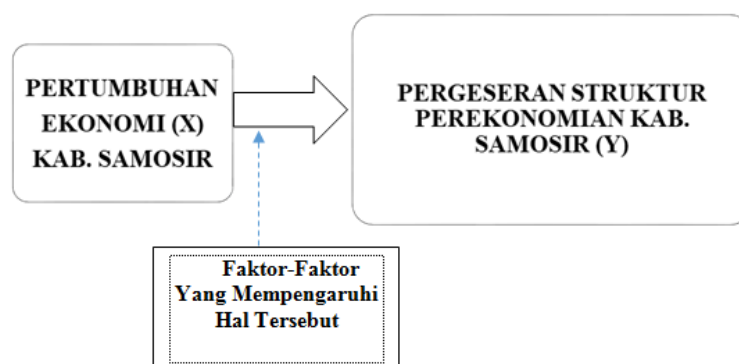 PERTUMBUHAN
EKONOMI (X)
KAB. SAMOSIR
PERGESERAN STRUKTUR
PEREKONOMIAN KAB.
SAMOSIR (Y)
Faktor-Faktor
Yang Mempengaruhi
Hal Tersebut